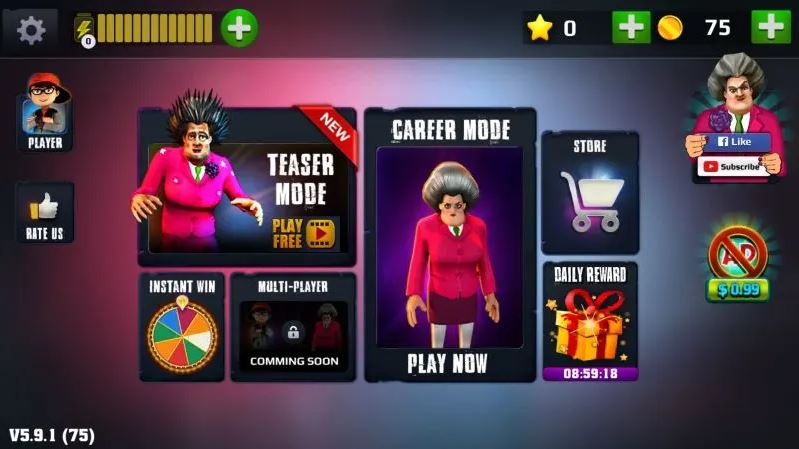 0
0
75
NEW
CAREER MODE
TEASER
MODE
PLAY
FREE
STORE
PLAYER
Like
Subscribe
RATE US
INSTANT WIN
MULTI-PLAYER
COMMING SOON
PLAY NOW
DAILY REWARD
08:59:18
AD
$ 0.99
V5.9.1 (75)